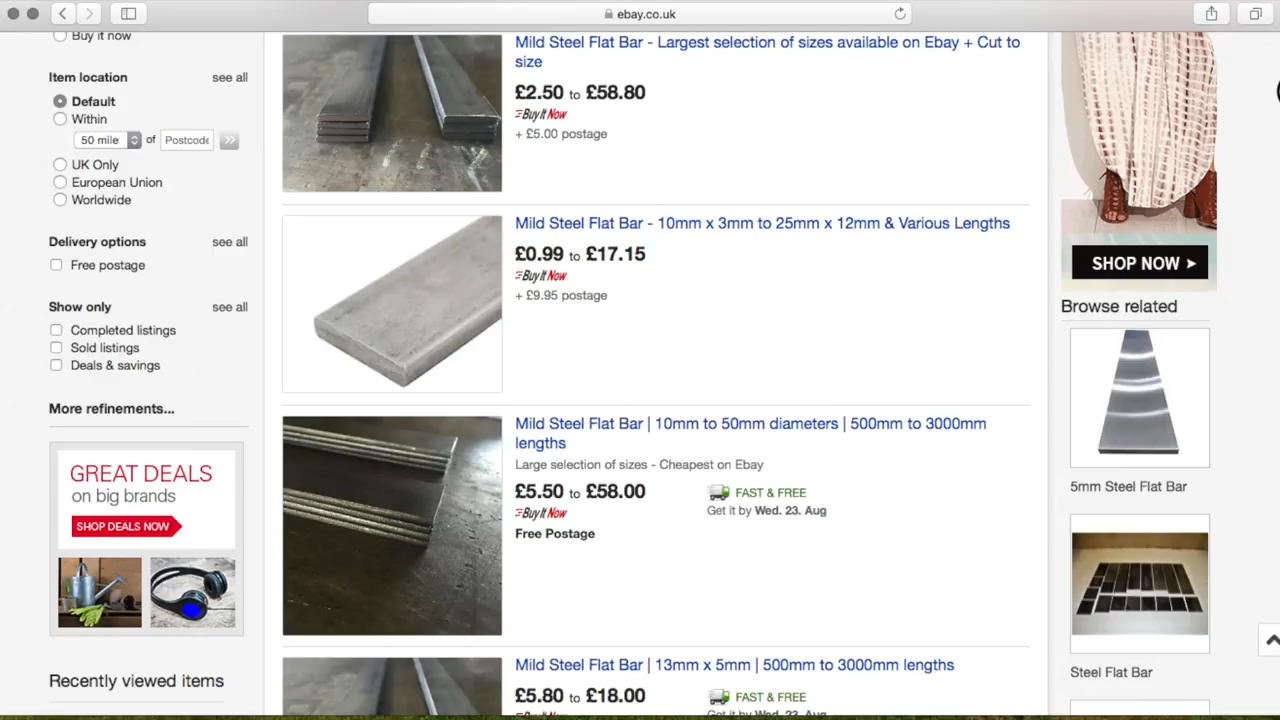 ebay.co.uk
Buy it now
Item location see all
Default
Within
50 mile of Postcode >>
UK Only
European Union
Worldwide
Delivery options see all
Free postage
Show only see all
Completed listings
Sold listings
Deals & savings
More refinements...
GREAT DEALS
on big brands
SHOP DEALS NOW
Recently viewed items
Mild Steel Flat Bar - Largest selection of sizes available on Ebay + Cut to
size
£2.50 to £58.80
Buy It Now
+ £5.00 postage
Mild Steel Flat Bar - 10mm x 3mm to 25mm x 12mm & Various Lengths
£0.99 to £17.15
Buy It Now
+ £9.95 postage
Mild Steel Flat Bar | 10mm to 50mm diameters | 500mm to 3000mm
lengths
Large selection of sizes - Cheapest on Ebay
£5.50 to £58.00 FAST & FREE
Buy It Now Get it by Wed. 23. Aug
Free Postage
Mild Steel Flat Bar | 13mm x 5mm | 500mm to 3000mm lengths
£5.80 to £18.00 FAST & FREE
Get it by Wed. 23. Aug
SHOP NOW
Browse related
5mm Steel Flat Bar
Steel Flat Bar